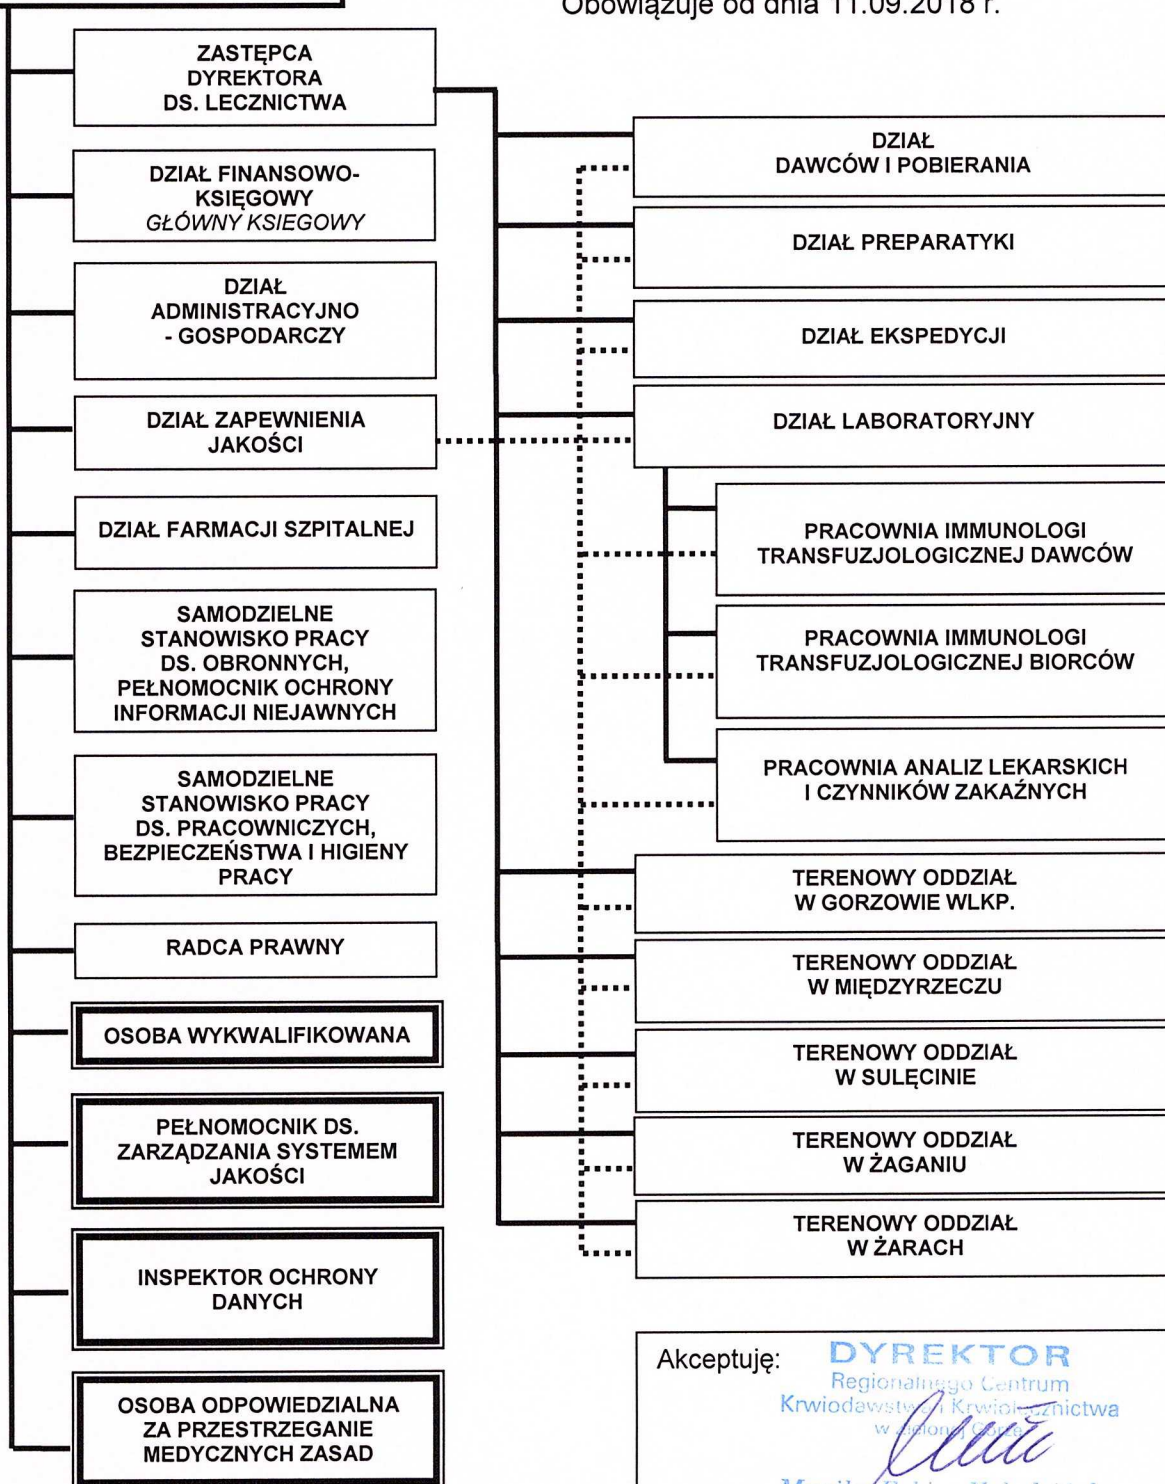 Obowiązuje od dnia 11.09.2018 r.
ZASTĘPCA
DYREKTORA
DS. LECZNICTWA
DZIAŁ FINANSOWO-
KSIĘGOWY
GŁÓWNY KSIEGOWY
DZIAŁ
ADMINISTRACYJNO
- GOSPODARCZY
DZIAŁ ZAPEWNIENIA
JAKOŚCI
DZIAŁ FARMACJI SZPITALNEJ
SAMODZIELNE
STANOWISKO PRACY
DS. OBRONNYCH,
PEŁNOMOCNIK OCHRONY
INFORMACJI NIEJAWNYCH
SAMODZIELNE
STANOWISKO PRACY
DS. PRACOWNICZYCH,
BEZPIECZEŃSTWA I HIGIENY
PRACY
RADCA PRAWNY
OSOBA WYKWALIFIKOWANA
PEŁNOMOCNIK DS.
ZARZĄDZANIA SYSTEMEM
JAKOŚCI
INSPEKTOR OCHRONY
DANYCH
OSOBA ODPOWIEDZIALNA
ZA PRZESTRZEGANIE
MEDYCZNYCH ZASAD
DZIAŁ
DAWCÓW I POBIERANIA
DZIAŁ PREPARATYKI
DZIAŁ EKSPEDYCJI
DZIAŁ LABORATORYJNY
PRACOWNIA IMMUNOLOGI
TRANSFUZJOLOGICZNEJ DAWCÓW
PRACOWNIA IMMUNOLOGI
TRANSFUZJOLOGICZNEJ BIORCÓW
PRACOWNIA ANALIZ LEKARSKICH
I CZYNNIKÓW ZAKAŹNYCH
TERENOWY ODDZIAŁ
W GORZOWIE WLKP.
TERENOWY ODDZIAŁ
W MIĘDZYRZECZU
TERENOWY ODDZIAŁ
W SULĘCINIE
TERENOWY ODDZIAŁ
W ŻAGANIU
TERENOWY ODDZIAŁ
W ŻARACH
Akceptuję:
DYREKTOR
Regionalnego Centrum
Krwiodawstwa i Krwiolecznictwa
w Zielonej Górze